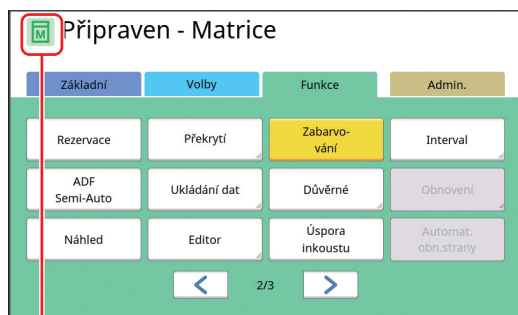 M Připraven - Matrice
Základní Volby Funkce Admin.
Rezervace Překrytí Zabarvo-
vání Interval
ADF
Semi-Auto Ukládání dat Důvěrné Obnovení
Náhled Editor Úspora
inkoustu Automat.
obn.strany
2/3